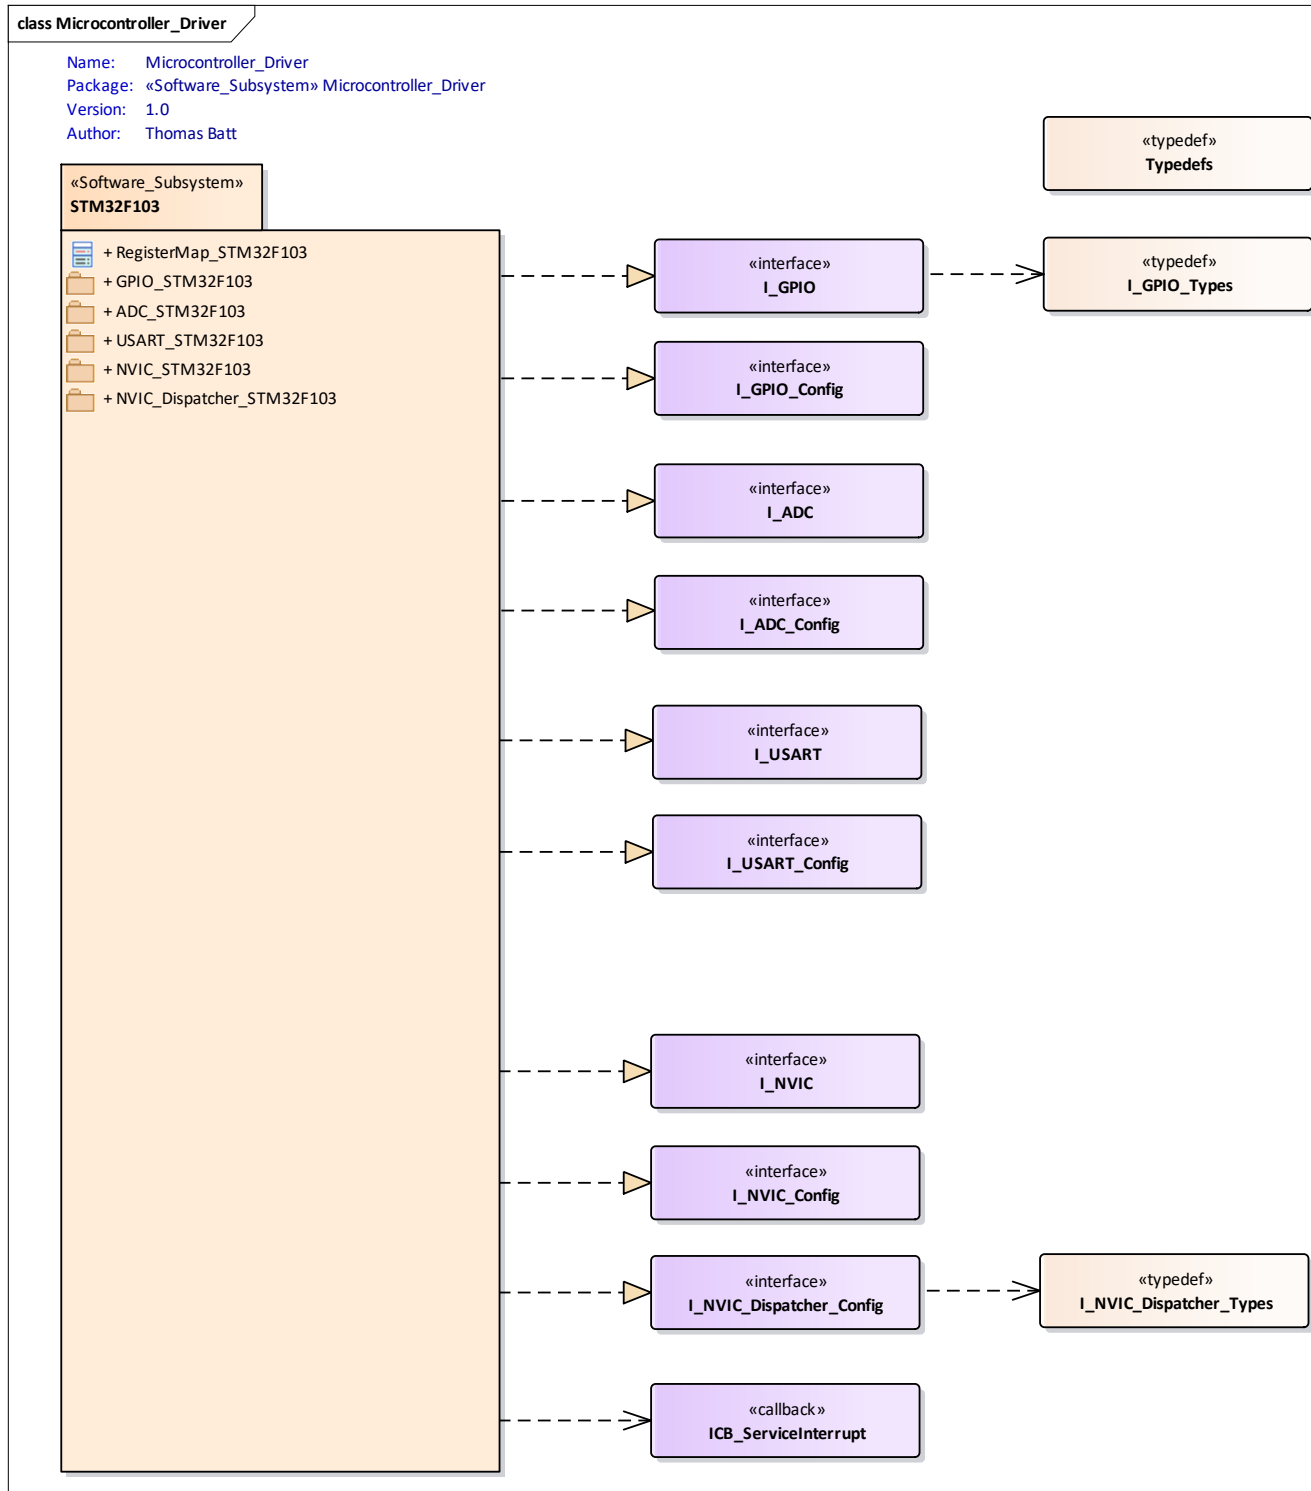 class Microcontroller_Driver
Name: Microcontroller_Driver
Package: «Software_Subsystem» Microcontroller_Driver
Version: 1.0
Author: Thomas Batt
«Software_Subsystem»
STM32F103
+ RegisterMap_STM32F103
+ GPIO_STM32F103
+ ADC_STM32F103
+ USART_STM32F103
+ NVIC_STM32F103
+ NVIC_Dispatcher_STM32F103
«typedef»
Typedefs
«interface»
I_GPIO
«typedef»
I_GPIO_Types
«interface»
I_GPIO_Config
«interface»
I_ADC
«interface»
I_ADC_Config
«interface»
I_USART
«interface»
I_USART_Config
«interface»
I_NVIC
«interface»
I_NVIC_Config
«interface»
I_NVIC_Dispatcher_Config
«typedef»
I_NVIC_Dispatcher_Types
«callback»
ICB_ServiceInterrupt